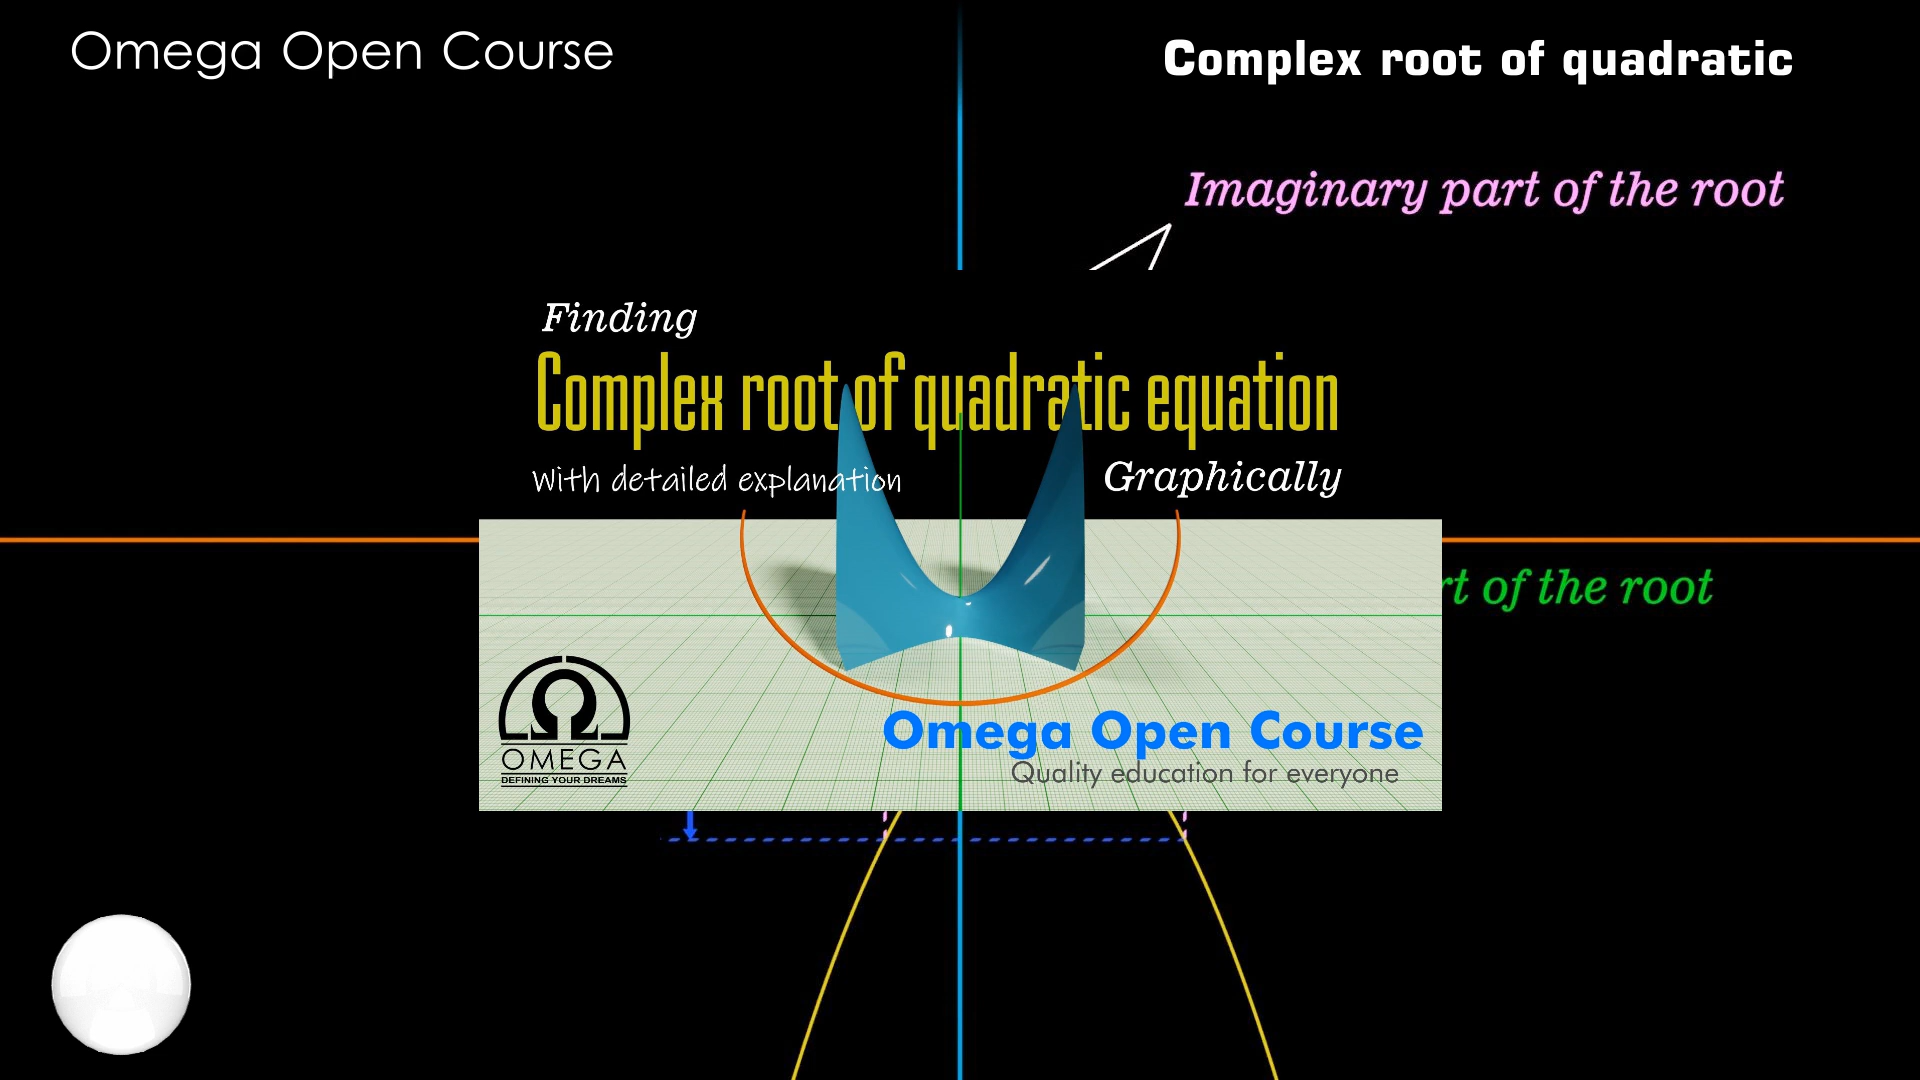 Omega Open Course
Complex root of quadratic
Imaginary part of the root
Finding
Complex root of quadratic equation
With detailed explanation
Graphically
of the root
OMEGA
DEFINING YOUR DREAMS
Omega Open Course
Quality education for everyone